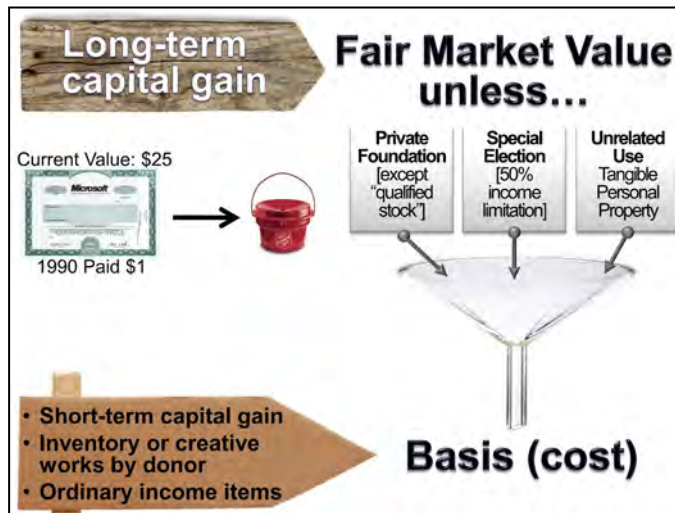 Long-term
capital gain
Fair Market Value
unless…
Current Value: $25
Microsoft
1990 Paid $1
Private
Foundation
[except
"qualified
stock"]
Special
Election
[50%
income
limitation]
Unrelated
Use
Tangible
Personal
Property
• Short-term capital gain
• Inventory or creative
works by donor
• Ordinary income items
Basis (cost)